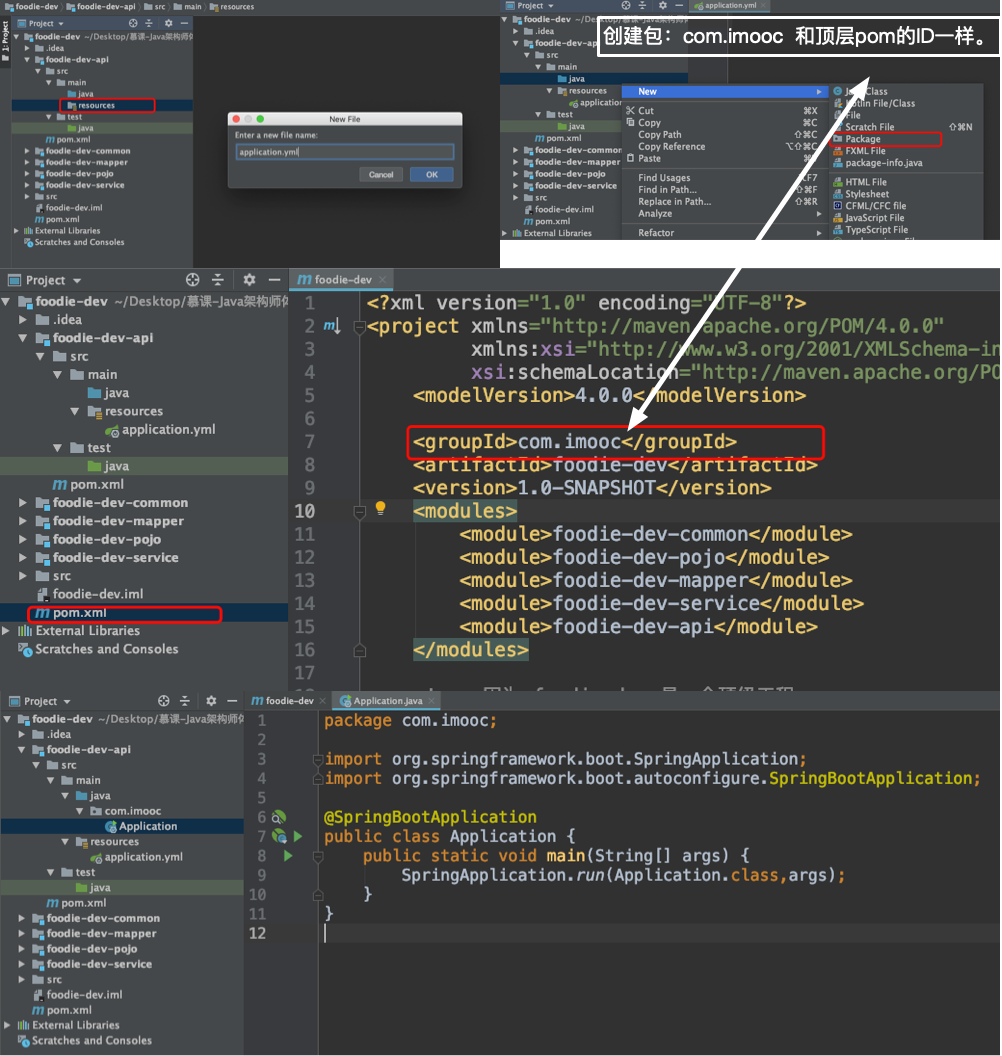 foodie-dev foodie-dev-api src main resources
Project
1: Project
foodie-dev ~/Desktop/慕课-Java架构师体
.idea
foodie-dev-api
src
main
java
resources
test
java
pom.xml
foodie-dev-common
foodie-dev-mapper
foodie-dev-pojo
foodie-dev-service
src
foodie-dev.iml
pom.xml
External Libraries
Scratches and Consoles
New File
Enter a new file name:
application.yml
Cancel OK
Project
application.yml
创建包：com.imooc 和顶层pom的ID一样。
foodie-dev
.idea
foodie-dev-api
src
main
java
resources
application
test
java
pom.xml
foodie-dev-common
foodie-dev-mapper
foodie-dev-pojo
foodie-dev-service
src
foodie-dev.iml
pom.xml
External Libraries
New
Cut ⌘X
Copy ⌘C
Copy Path ⇧⌘C
Copy Reference ⌥⇧⌘C
Paste
Find Usages F7
Find in Path... ⇧⌘F
Replace in Path... ⇧⌘R
Analyze
Refactor
Class
Kotlin File/Class
File
Scratch File ⇧⌘N
Package
FXML File
package-info.java
HTML File
Stylesheet
CFML/CFC file
JavaScript File
TypeScript File
Project
foodie-dev ~/Desktop/慕课-Java架构师体
.idea
foodie-dev-api
src
main
java
resources
application.yml
test
java
pom.xml
foodie-dev-common
foodie-dev-mapper
foodie-dev-pojo
foodie-dev-service
src
foodie-dev.iml
pom.xml
External Libraries
Scratches and Consoles
foodie-dev
1 <?xml version="1.0" encoding="UTF-8"?>
2 <project xmlns="http://maven.apache.org/POM/4.0.0"
3 xmlns:xsi="http://www.w3.org/2001/XMLSchema-in
4 xsi:schemaLocation="http://maven.apache.org/PO
5 <modelVersion>4.0.0</modelVersion>
6
7 <groupId>com.imooc</groupId>
8 <artifactId>foodie-dev</artifactId>
9 <version>1.0-SNAPSHOT</version>
10 <modules>
11 <module>foodie-dev-common</module>
12 <module>foodie-dev-pojo</module>
13 <module>foodie-dev-mapper</module>
14 <module>foodie-dev-service</module>
15 <module>foodie-dev-api</module>
16 </modules>
17
Project
foodie-dev ~/Desktop/慕课-Java架构师体
.idea
foodie-dev-api
src
main
java
com.imooc
Application
resources
application.yml
test
java
pom.xml
foodie-dev-common
foodie-dev-mapper
foodie-dev-pojo
foodie-dev-service
src
foodie-dev.iml
pom.xml
External Libraries
Scratches and Consoles
foodie-dev Application.java
1 package com.imooc;
2
3 import org.springframework.boot.SpringApplication;
4 import org.springframework.boot.autoconfigure.SpringBootApplication;
5
6 @SpringBootApplication
7 public class Application {
8 public static void main(String[] args) {
9 SpringApplication.run(Application.class,args);
10 }
11 }
12